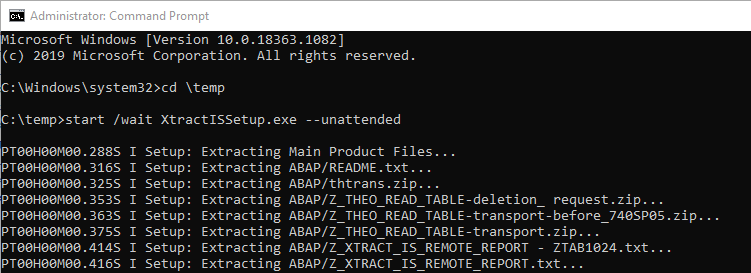 Administrator: Command Prompt
Microsoft Windows [Version 10.0.18363.1082]
(c) 2019 Microsoft Corporation. All rights reserved.
C:\Windows\system32>cd \temp
C:\temp>start /wait XtractISSetup.exe --unattended
PT00H00M00.288S I Setup: Extracting Main Product Files...
PT00H00M00.316S I Setup: Extracting ABAP/README.txt...
PT00H00M00.325S I Setup: Extracting ABAP/thtrans.zip...
PT00H00M00.353S I Setup: Extracting ABAP/Z_THEO_READ_TABLE-deletion_ request.zip...
PT00H00M00.363S I Setup: Extracting ABAP/Z_THEO_READ_TABLE-transport-before_740SP05.zip...
PT00H00M00.375S I Setup: Extracting ABAP/Z_THEO_READ_TABLE-transport.zip...
PT00H00M00.414S I Setup: Extracting ABAP/Z_XTRACT_IS_REMOTE_REPORT - ZTAB1024.txt...
PT00H00M00.416S I Setup: Extracting ABAP/Z_XTRACT_IS_REMOTE_REPORT.txt...